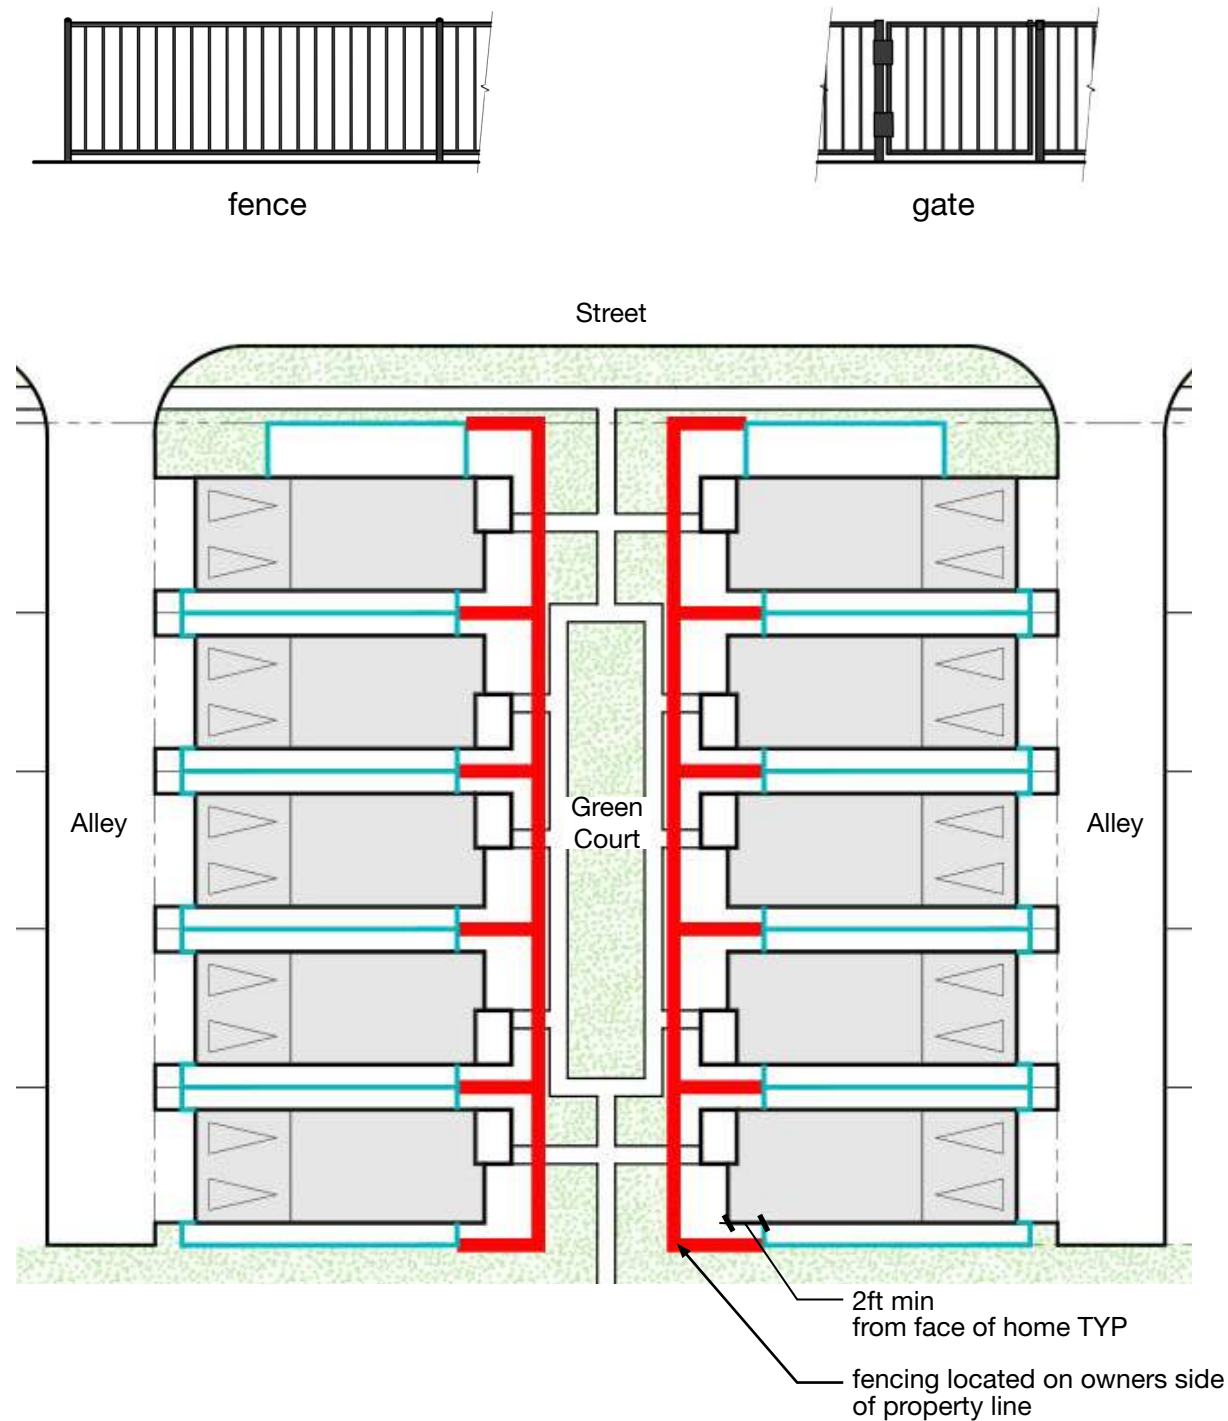 fence
gate
Street
Alley
Green
Court
Alley
2ft min
from face of home TYP
fencing located on owners side
of property line